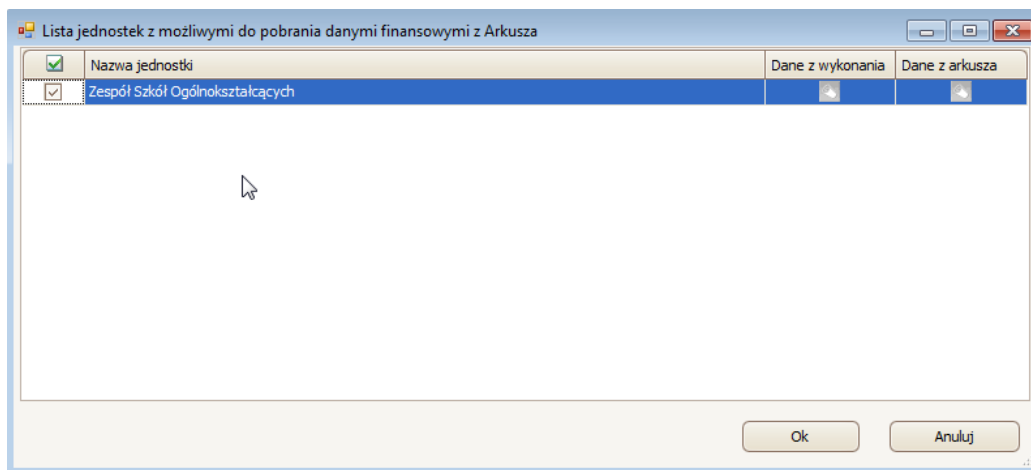 Lista jednostek z możliwymi do pobrania danymi finansowymi z Arkusza
Nazwa jednostki Dane z wykonania Dane z arkusza
Zespół Szkół Ogólnokształcących
Ok Anuluj